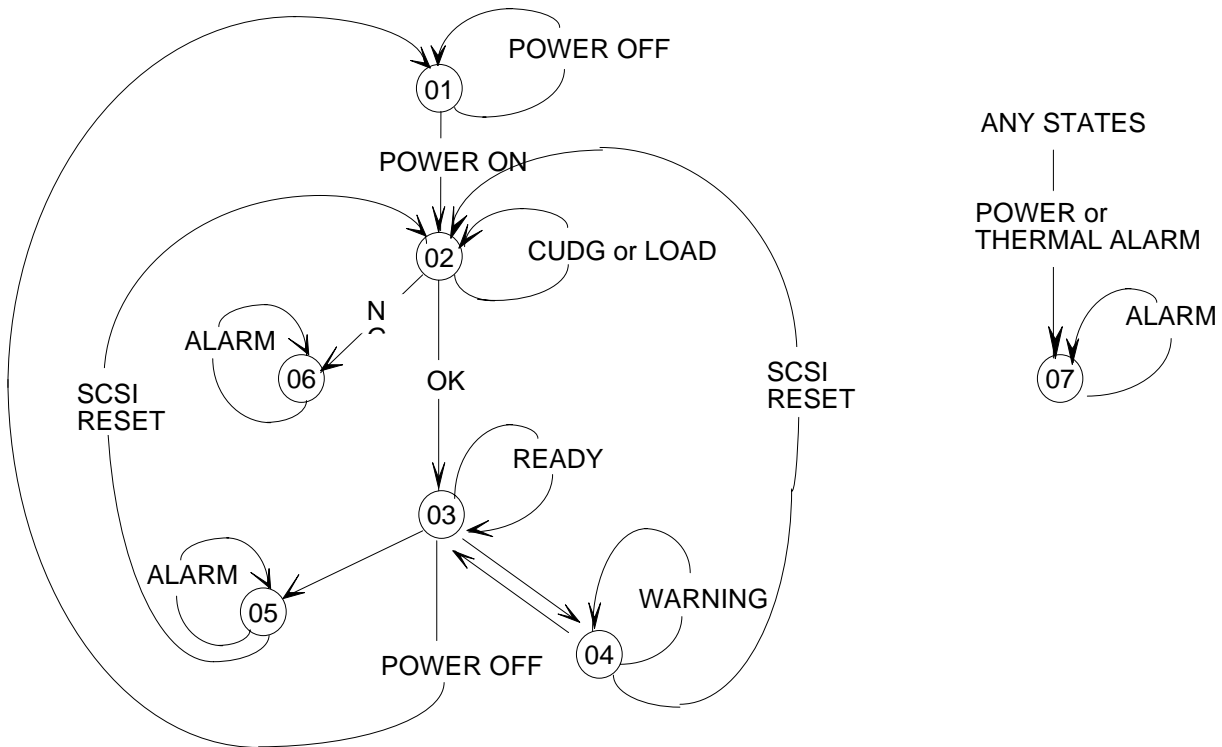 POWER OFF
01
POWER ON
ANY STATES
POWER or
THERMAL ALARM
02
CUDG or LOAD
N
ALARM
06
OK
SCSI
RESET
SCSI
RESET
ALARM
07
READY
03
ALARM
05
WARNING
04
POWER OFF